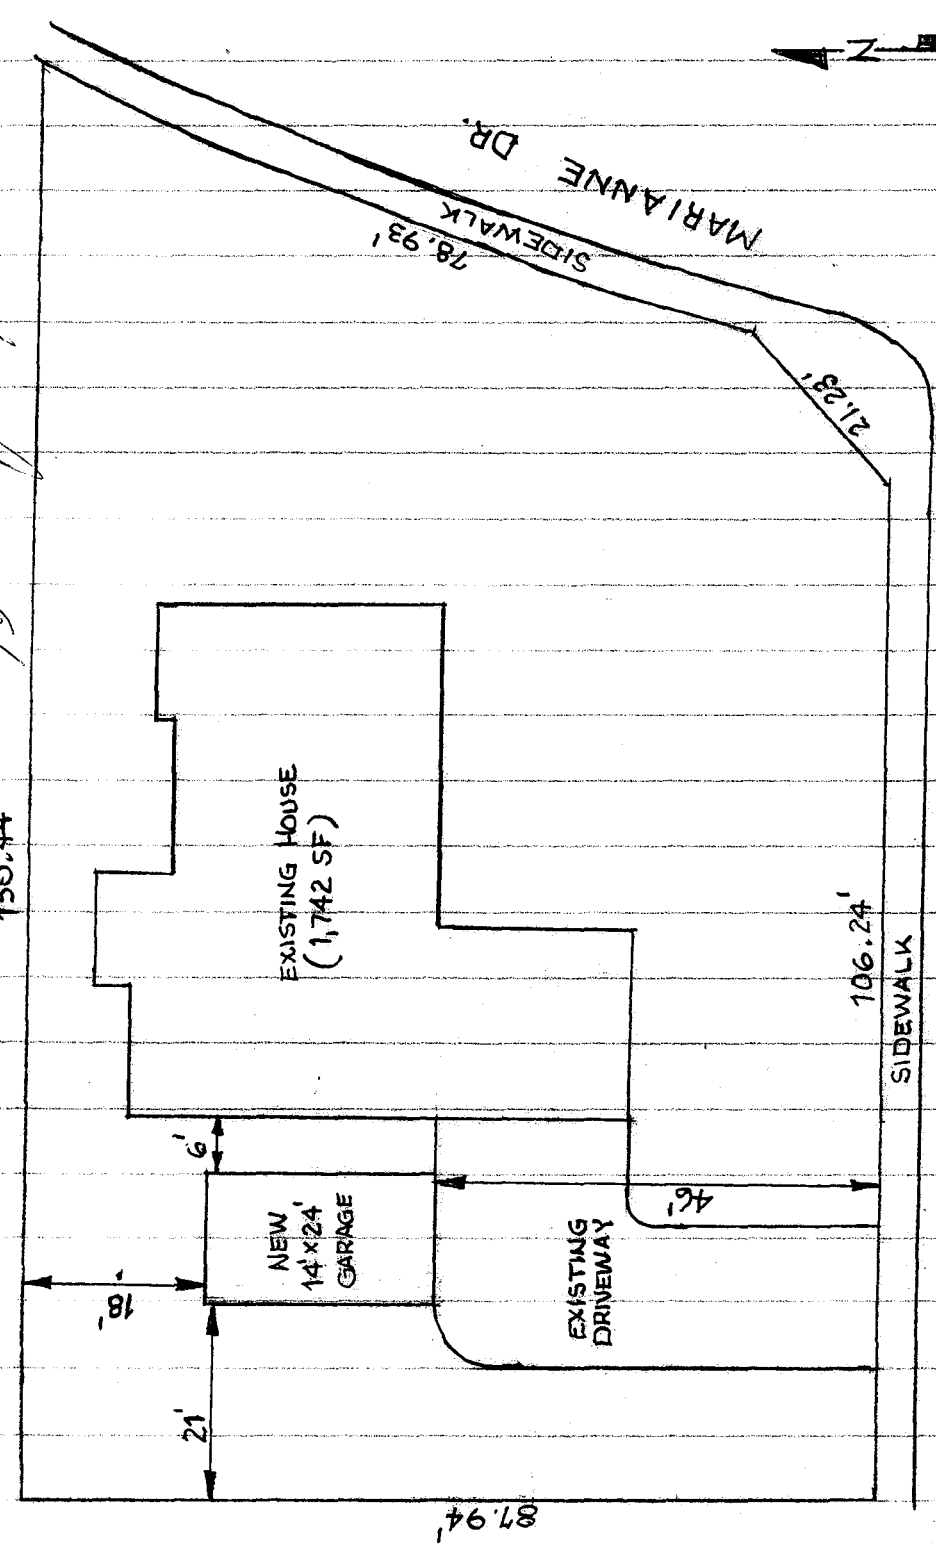 N
MARIANNE DR.
SIDEWALK
78.93'
21.23'
EXISTING HOUSE
(1,742 SF)
106.24'
SIDEWALK
6'
NEW
14'x24'
GARAGE
46'
18'
EXISTING
DRIVEWAY
21'
87.94'